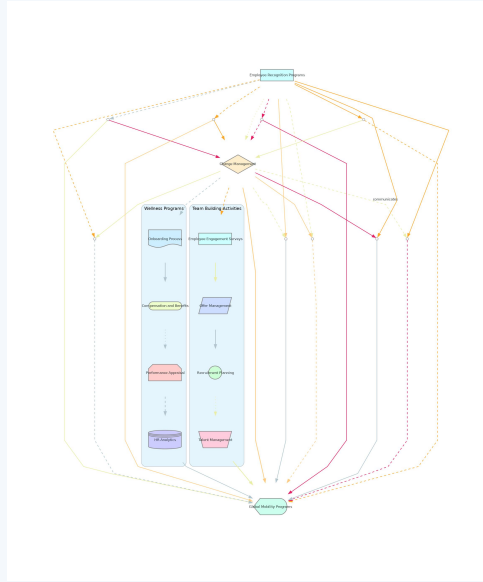 Employee Recognition Programs
Change Management
communicates
Wellness Programs
Team Building Activities
Onboarding Process
Employee Engagement Surveys
Compensation and Benefits
Offer Management
Performance Appraisal
Recruitment Planning
HR Analytics
Talent Management
Global Mobility Programs